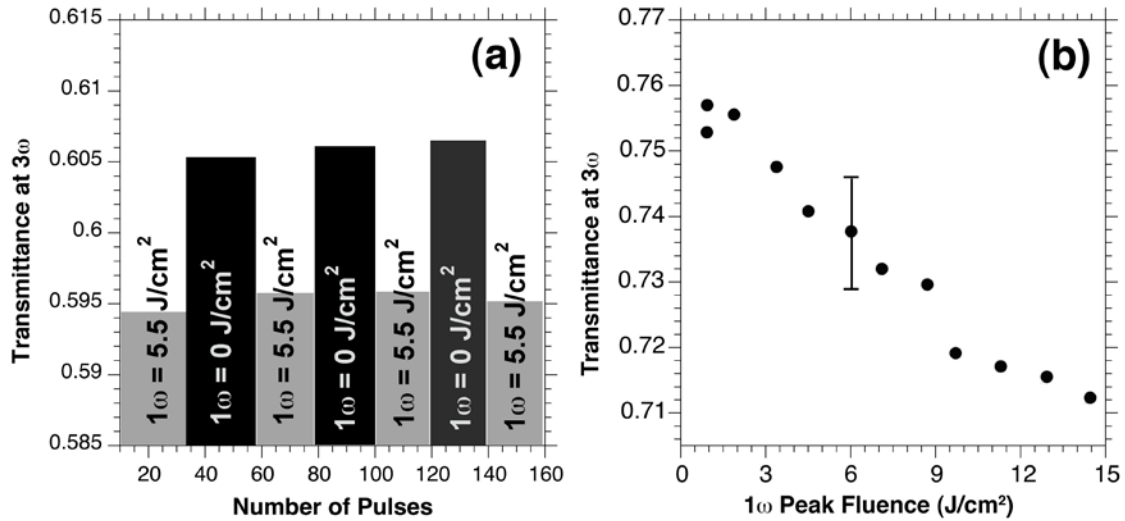 (a)
Transmittance at 3ω
0.615
0.61
0.605
0.6
0.595
0.59
0.585
1ω = 5.5 J/cm²
1ω = 0 J/cm²
1ω = 5.5 J/cm²
1ω = 0 J/cm²
1ω = 5.5 J/cm²
1ω = 0 J/cm²
1ω = 5.5 J/cm²
20 40 60 80 100 120 140 160
Number of Pulses
(b)
Transmittance at 3ω
0.77
0.76
0.75
0.74
0.73
0.72
0.71
0 3 6 9 12 15
1ω Peak Fluence (J/cm²)